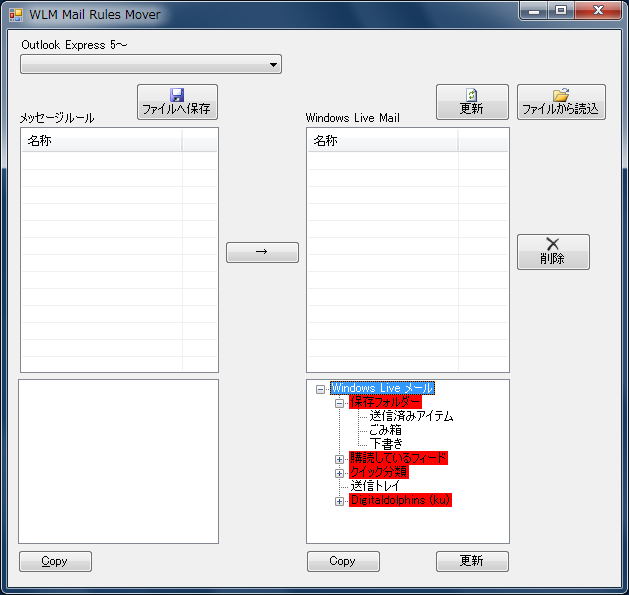 WLM Mail Rules Mover
Outlook Express 5～
ファイルへ保存
更新
ファイルから読込
メッセージルール
Windows Live Mail
名称
名称
→
削除
Windows Live メール
保存フォルダー
送信済みアイテム
ごみ箱
下書き
購読しているフィード
クイック分類
送信トレイ
Digitaldolphins (ku)
Copy
Copy
更新